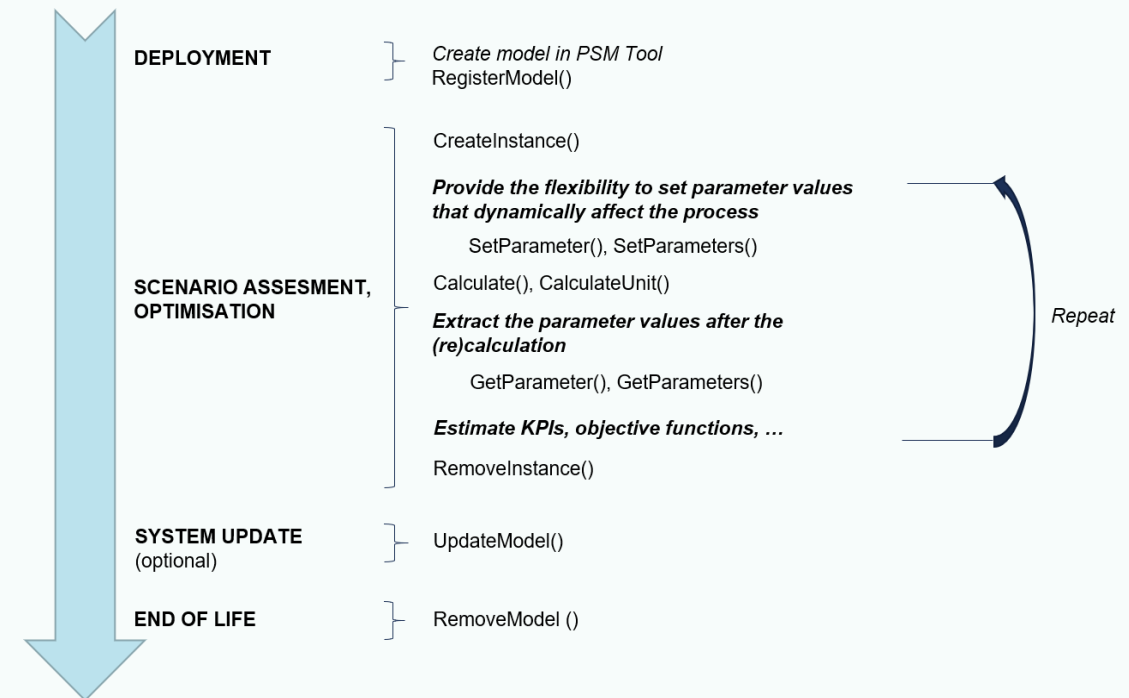 DEPLOYMENT
Create model in PSM Tool
RegisterModel()
CreateInstance()
Provide the flexibility to set parameter values
that dynamically affect the process
SetParameter(), SetParameters()
SCENARIO ASSESMENT,
OPTIMISATION
Calculate(), CalculateUnit()
Extract the parameter values after the
(re)calculation
GetParameter(), GetParameters()
Estimate KPIs, objective functions, …
RemoveInstance()
Repeat
SYSTEM UPDATE
(optional)
UpdateModel()
END OF LIFE
RemoveModel ()